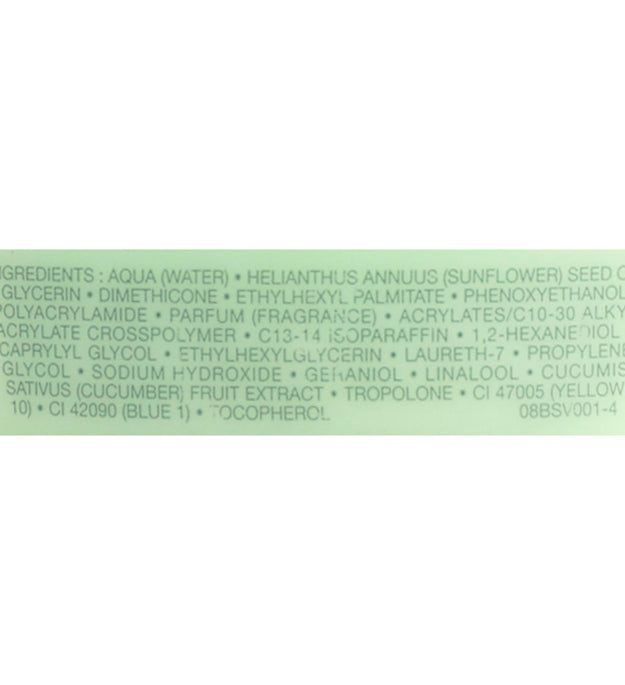 NGREDIENTS : AQUA (WATER) • HELIANTHUS ANNUUS (SUNFLOWER) SEED O
GLYCERIN • DIMETHICONE • ETHYLHEXYL PALMITATE • PHENOXYETHANOL
POLYACRYLAMIDE • PARFUM (FRAGRANCE) • ACRYLATES/C10-30 ALKY
ACRYLATE CROSSPOLYMER • C13-14 ISOPARAFFIN • 1,2-HEXANEDIOL
CAPRYLYL GLYCOL • ETHYLHEXYLGLYCERIN • LAURETH-7 • PROPYLENE
GLYCOL • SODIUM HYDROXIDE • GERANIOL • LINALOOL • CUCUMIS
SATIVUS (CUCUMBER) FRUIT EXTRACT • TROPOLONE • CI 47005 (YELLOW
10) • CI 42090 (BLUE 1) • TOCOPHEROL 08BSV001-4